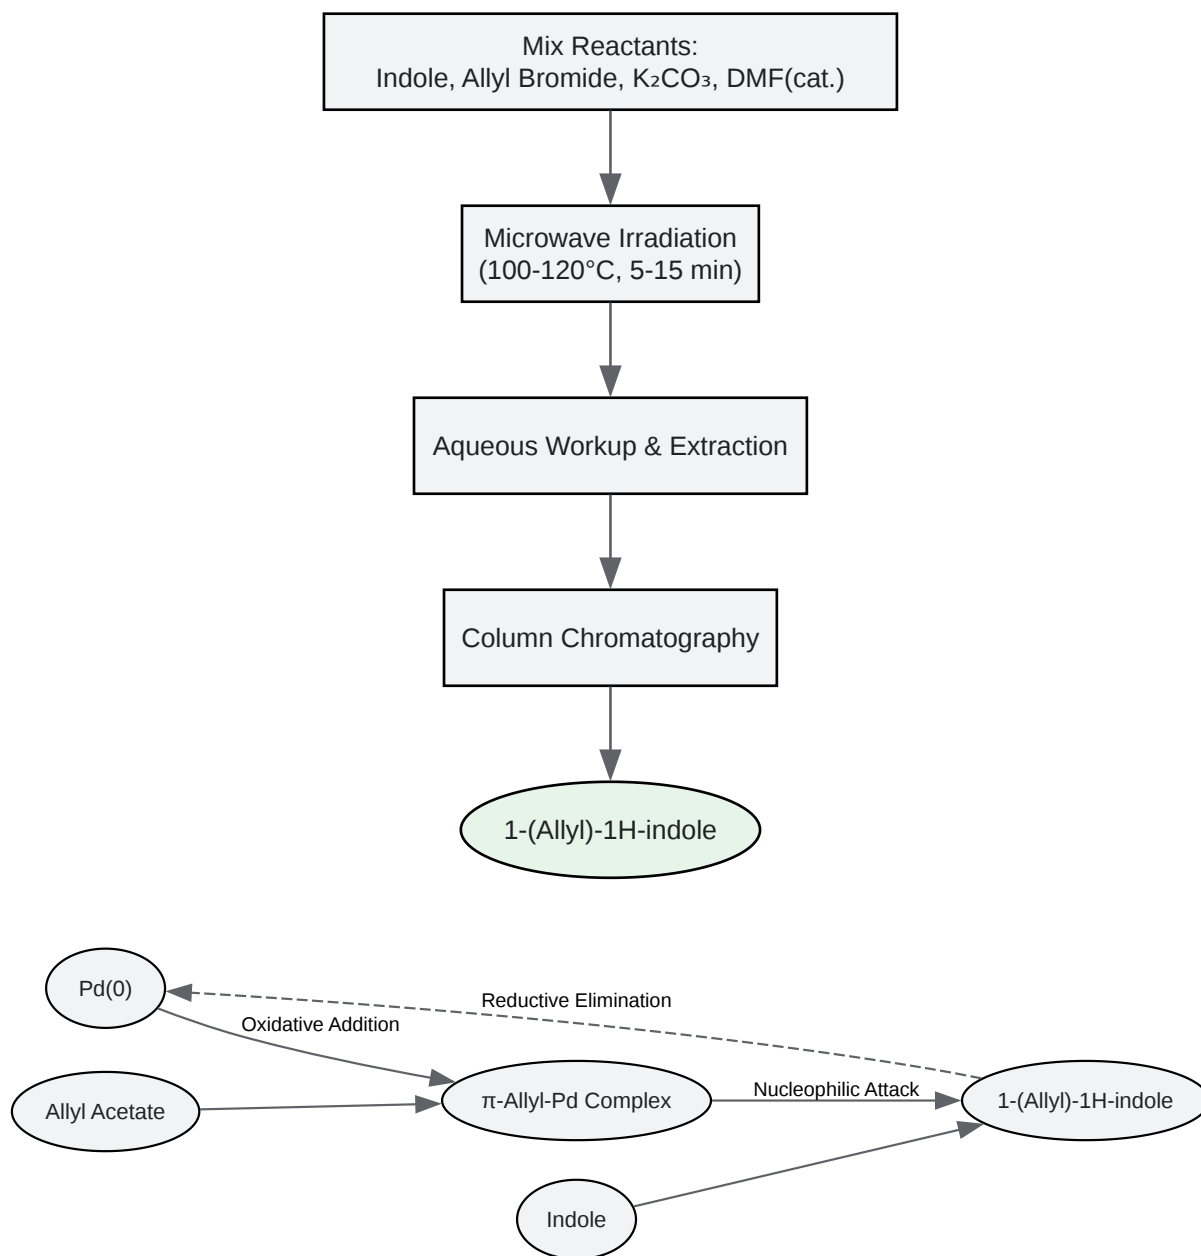 Mix Reactants:
Indole, Allyl Bromide, K₂CO₃, DMF(cat.)
Microwave Irradiation
(100-120°C, 5-15 min)
Aqueous Workup & Extraction
Column Chromatography
1-(Allyl)-1H-indole
Pd(0)
Reductive Elimination
Oxidative Addition
Allyl Acetate
π-Allyl-Pd Complex
Nucleophilic Attack
1-(Allyl)-1H-indole
Indole